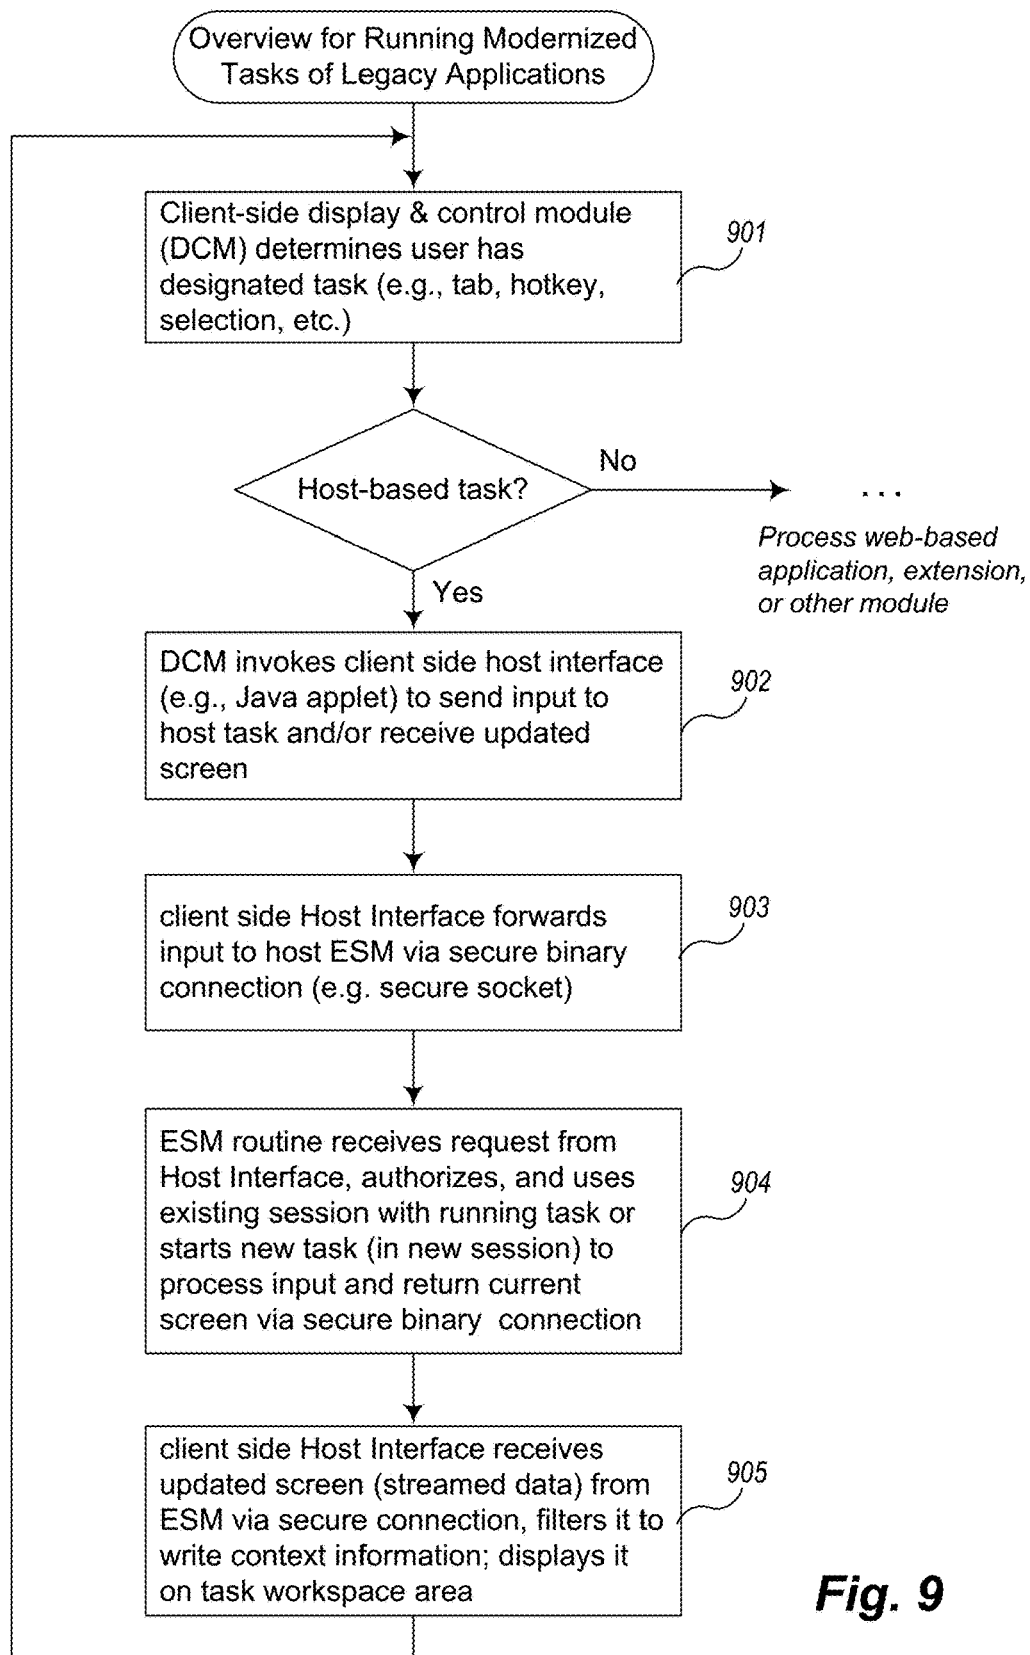 Overview for Running Modernized
Tasks of Legacy Applications
Client-side display & control module
(DCM) determines user has
designated task (e.g., tab, hotkey,
selection, etc.)
901
Host-based task?
No
. . .
Process web-based
application, extension,
or other module
Yes
DCM invokes client side host interface
(e.g., Java applet) to send input to
host task and/or receive updated
screen
902
client side Host Interface forwards
input to host ESM via secure binary
connection (e.g. secure socket)
903
ESM routine receives request from
Host Interface, authorizes, and uses
existing session with running task or
starts new task (in new session) to
process input and return current
screen via secure binary connection
904
client side Host Interface receives
updated screen (streamed data) from
ESM via secure connection, filters it to
write context information; displays it
on task workspace area
905
Fig. 9